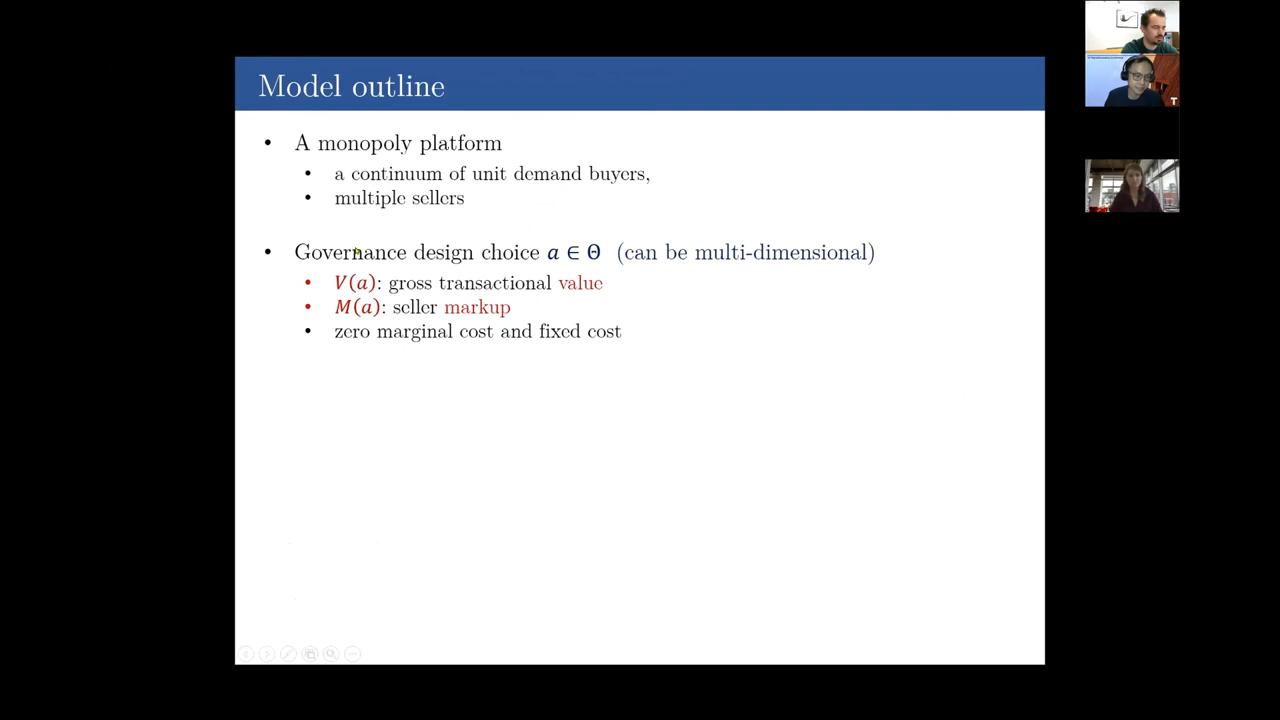 Model outline
• A monopoly platform
• a continuum of unit demand buyers,
• multiple sellers
• Governance design choice a ∈ Θ (can be multi-dimensional)
• V(a): gross transactional value
• M(a): seller markup
• zero marginal cost and fixed cost
T